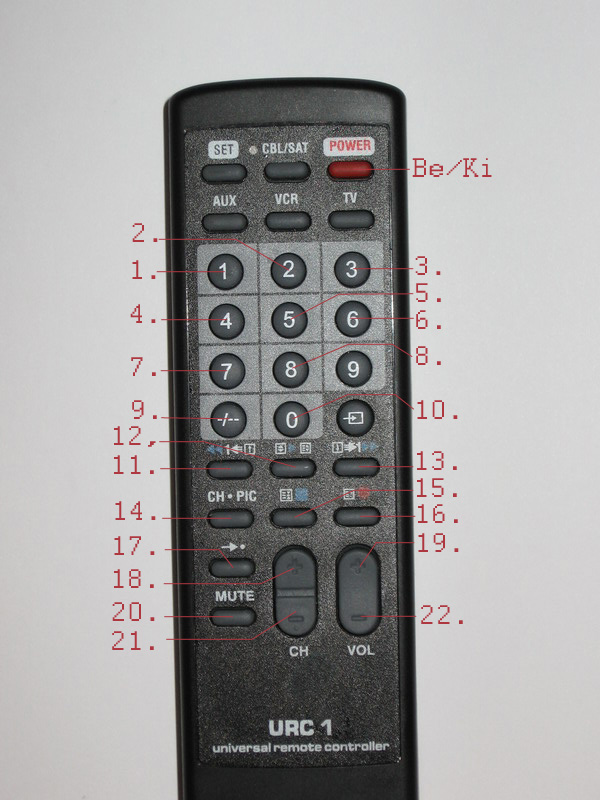 SET CBL/SAT POWER
Be/Ki
AUX VCR TV
2.
1. 1 2 3 3.
5.
4. 4 5 6 6.
8.
7. 7 8 9
9. -/-- 0 10.
12,
11. 13.
CH • PIC 15.
14. 16.
17. 19.
18.
MUTE
20. 22.
21.
CH VOL
URC 1
universal remote controller